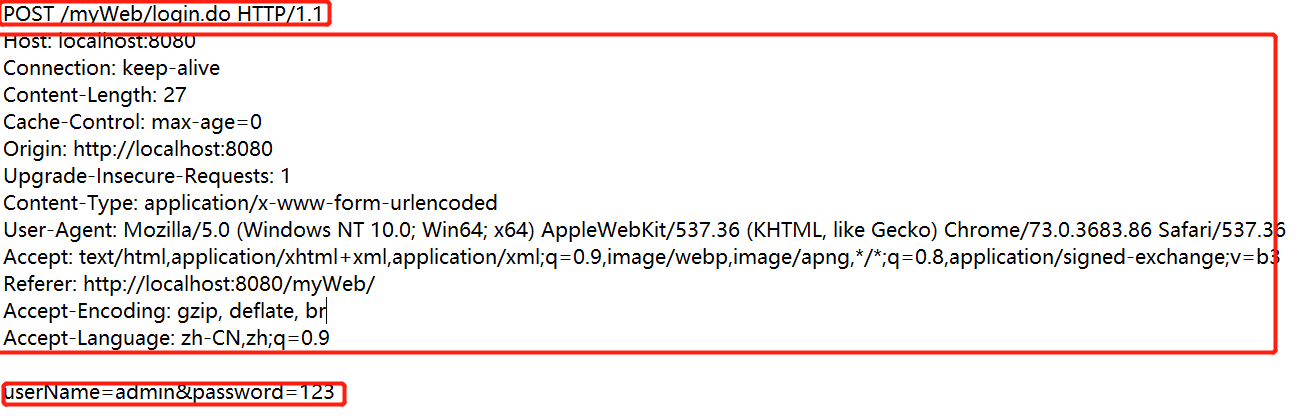 POST /myWeb/login.do HTTP/1.1
Host: localhost:8080
Connection: keep-alive
Content-Length: 27
Cache-Control: max-age=0
Origin: http://localhost:8080
Upgrade-Insecure-Requests: 1
Content-Type: application/x-www-form-urlencoded
User-Agent: Mozilla/5.0 (Windows NT 10.0; Win64; x64) AppleWebKit/537.36 (KHTML, like Gecko) Chrome/73.0.3683.86 Safari/537.36
Accept: text/html,application/xhtml+xml,application/xml;q=0.9,image/webp,image/apng,*/*;q=0.8,application/signed-exchange;v=b3
Referer: http://localhost:8080/myWeb/
Accept-Encoding: gzip, deflate, br
Accept-Language: zh-CN,zh;q=0.9
userName=admin&password=123